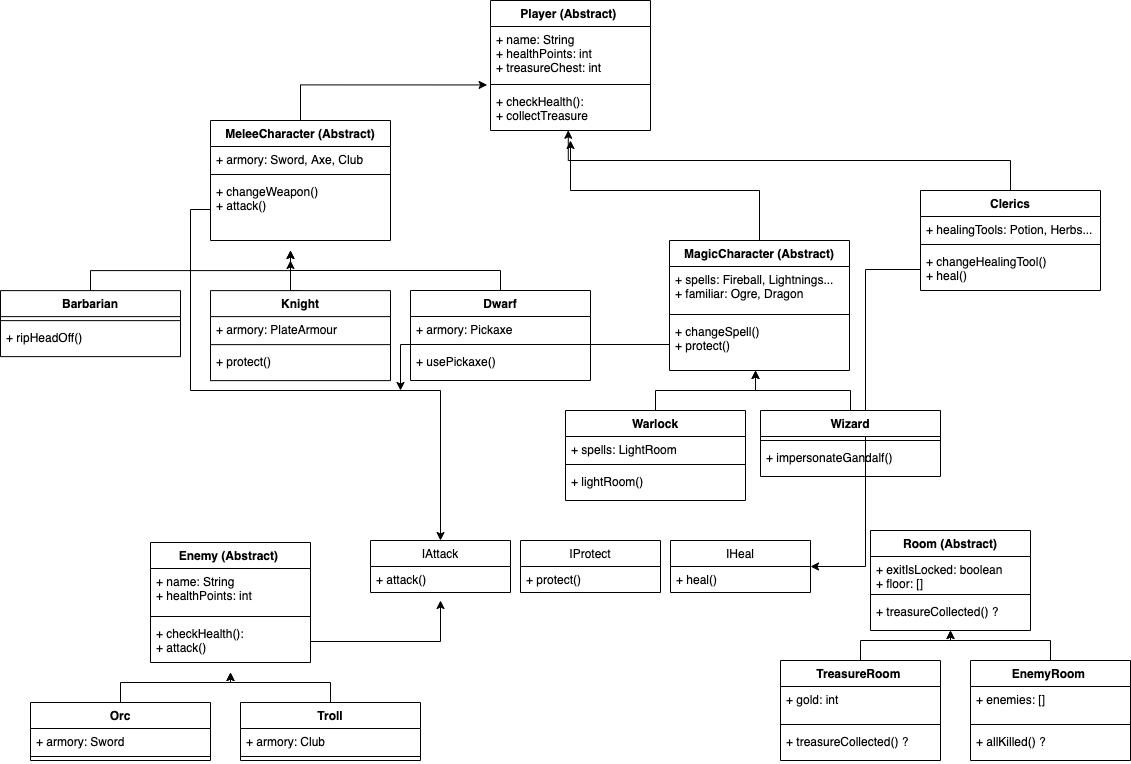 Player (Abstract)
+ name: String
+ healthPoints: int
+ treasureChest: int
+ checkHealth():
+ collectTreasure
MeleeCharacter (Abstract)
+ armory: Sword, Axe, Club
+ changeWeapon()
+ attack()
Clerics
+ healingTools: Potion, Herbs...
+ changeHealingTool()
+ heal()
MagicCharacter (Abstract)
+ spells: Fireball, Lightnings...
+ familiar: Ogre, Dragon
+ changeSpell()
+ protect()
Barbarian
+ ripHeadOff()
Knight
+ armory: PlateArmour
+ protect()
Dwarf
+ armory: Pickaxe
+ usePickaxe()
Warlock
+ spells: LightRoom
+ lightRoom()
Wizard
+ impersonateGandalf()
Enemy (Abstract)
+ name: String
+ healthPoints: int
+ checkHealth():
+ attack()
IAttack
+ attack()
IProtect
+ protect()
IHeal
+ heal()
Room (Abstract)
+ exitIsLocked: boolean
+ floor: []
+ treasureCollected() ?
Orc
+ armory: Sword
Troll
+ armory: Club
TreasureRoom
+ gold: int
+ treasureCollected() ?
EnemyRoom
+ enemies: []
+ allKilled() ?